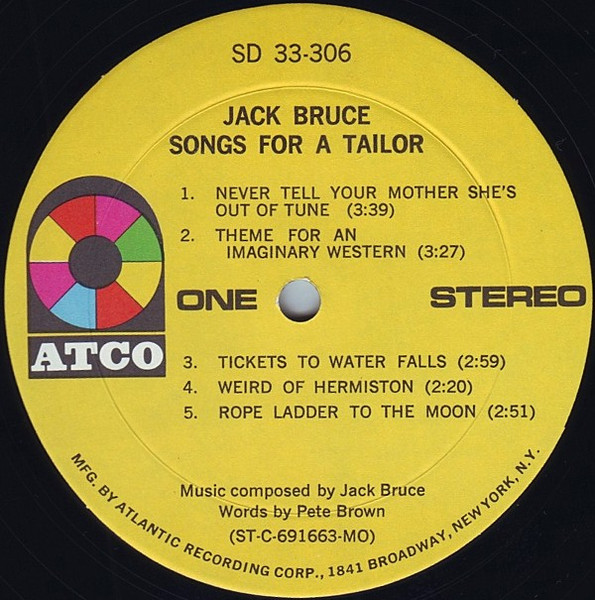 SD 33-306
JACK BRUCE
SONGS FOR A TAILOR
1. NEVER TELL YOUR MOTHER SHE'S
OUT OF TUNE (3:39)
2. THEME FOR AN
IMAGINARY WESTERN (3:27)
ONE STEREO
ATCO
3. TICKETS TO WATER FALLS (2:59)
4. WEIRD OF HERMISTON (2:20)
5. ROPE LADDER TO THE MOON (2:51)
Music composed by Jack Bruce
Words by Pete Brown
(ST-C-691663-MO)
MFG. BY ATLANTIC RECORDING CORP., 1841 BROADWAY, NEW YORK, N.Y.